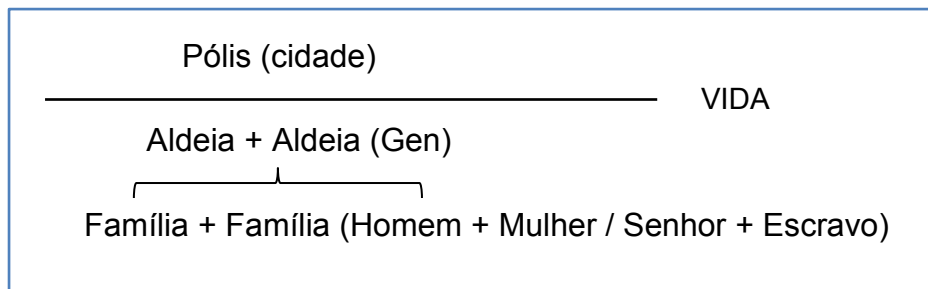 Pólis (cidade)
VIDA
Aldeia + Aldeia (Gen)
Família + Família (Homem + Mulher / Senhor + Escravo)